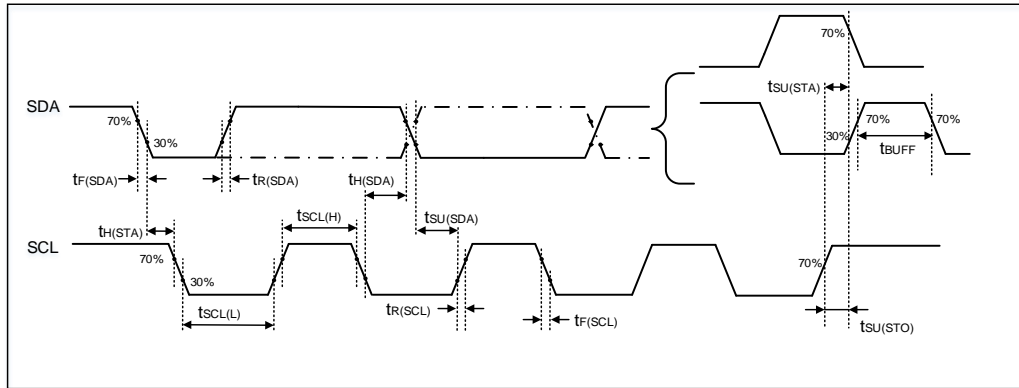 70%
tSU(STA)
SDA
70%
30%
30%
70%
70%
tBUFF
tF(SDA)
tR(SDA)
tH(SDA)
tSCL(H)
tSU(SDA)
tH(STA)
SCL
70%
30%
70%
tSCL(L)
tR(SCL)
tF(SCL)
tSU(STO)